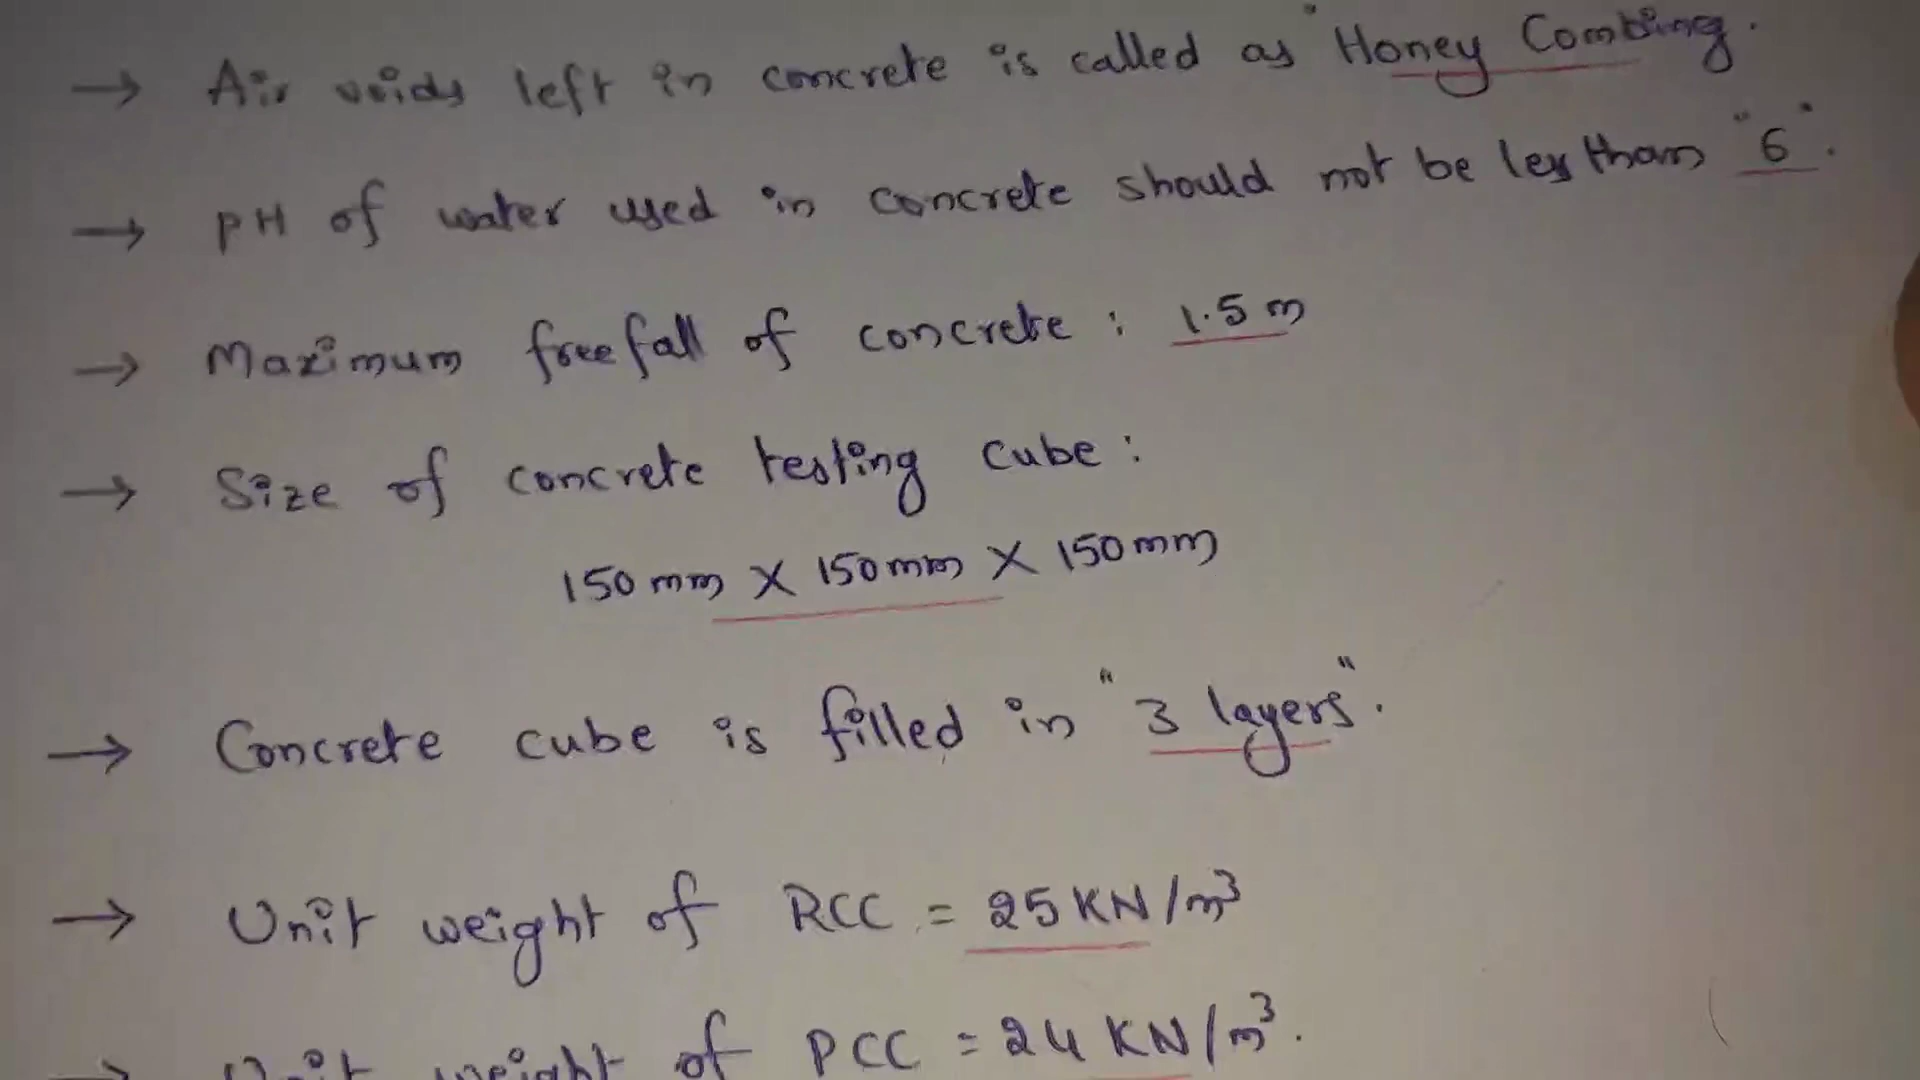 → Air voids left in concrete is called as "Honey Combing.
→ PH of water used in concrete should not be less than "6".
→ Maximum freefall of concrete : 1.5 m
→ Size of concrete testing cube :
150 mm X 150 mm X 150 mm
→ Concrete cube is filled in "3 layers".
→ Unit weight of RCC = 25 KN/m³
→ Unit weight of PCC = 24 KN/m³.